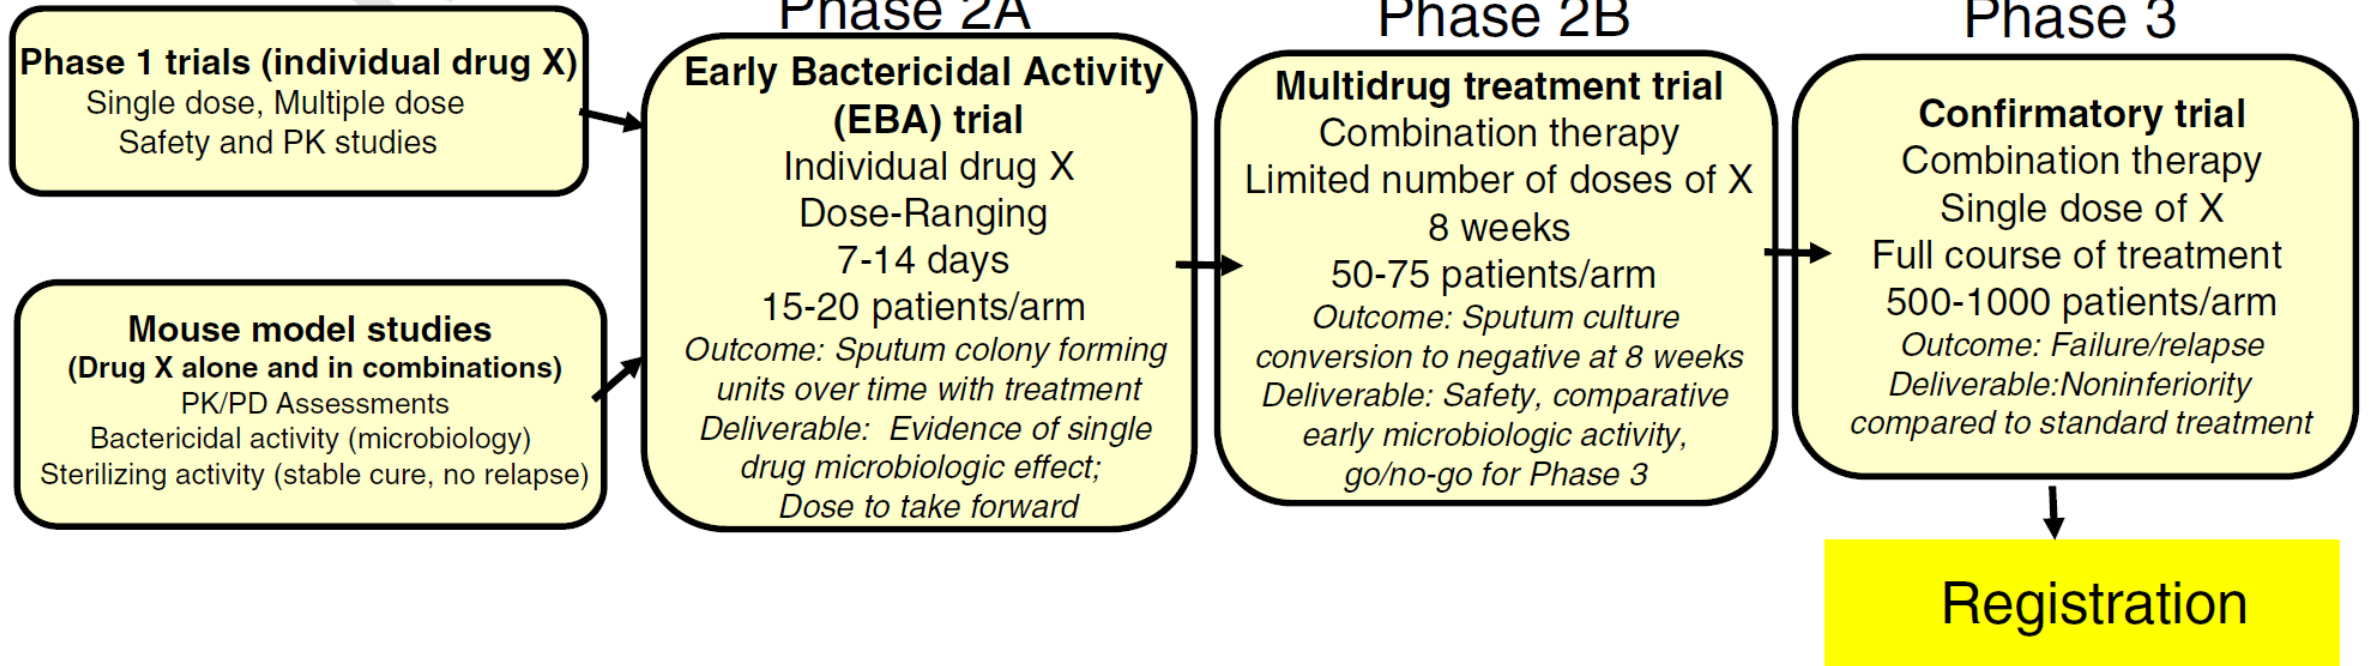 Phase 1 trials (individual drug X)
Single dose, Multiple dose
Safety and PK studies
Mouse model studies
(Drug X alone and in combinations)
PK/PD Assessments
Bactericidal activity (microbiology)
Sterilizing activity (stable cure, no relapse)
Phase 2A
Early Bactericidal Activity
(EBA) trial
Individual drug X
Dose-Ranging
7-14 days
15-20 patients/arm
Outcome: Sputum colony forming
units over time with treatment
Deliverable: Evidence of single
drug microbiologic effect;
Dose to take forward
Phase 2B
Multidrug treatment trial
Combination therapy
Limited number of doses of X
8 weeks
50-75 patients/arm
Outcome: Sputum culture
conversion to negative at 8 weeks
Deliverable: Safety, comparative
early microbiologic activity,
go/no-go for Phase 3
Phase 3
Confirmatory trial
Combination therapy
Single dose of X
Full course of treatment
500-1000 patients/arm
Outcome: Failure/relapse
Deliverable:Noninferiority
compared to standard treatment
Registration